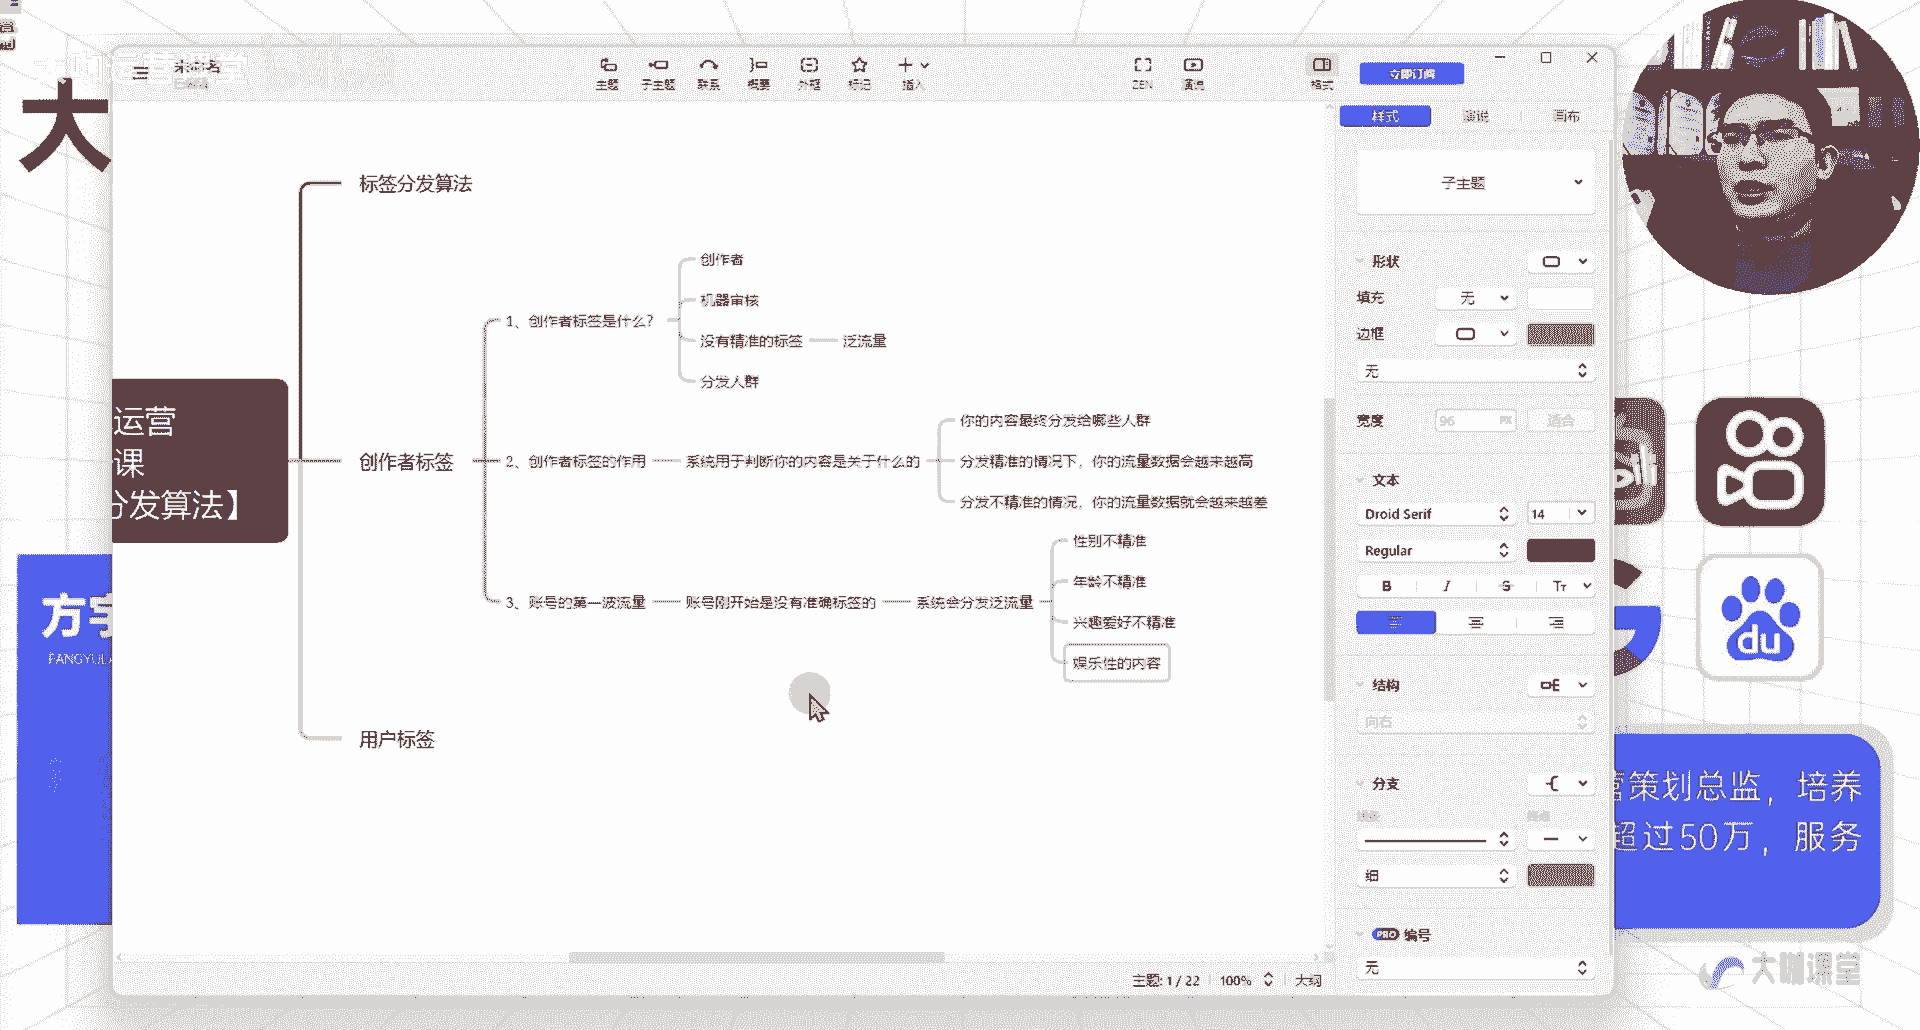 大
未命名
主题
子主题
联系
概要
外框
标记
插入
ZEN
演说
格式
立即订阅
样式
演说
画布
标签分发算法
子主题
创作者
形状
机器审核
填充
无
1、创作者标签是什么?
边框
没有精准的标签
泛流量
无
分发人群
运营
课
分发算法】
你的内容最终分发给哪些人群
宽度
96
PX
适合
创作者标签
2、创作者标签的作用
系统用于判断你的内容是关于什么的
分发精准的情况下，你的流量数据会越来越高
分发不精准的情况，你的流量数据就会越来越差
文本
Droid Serif
14
Regular
B
I
S
Tт
性别不精准
年龄不精准
3、账号的第一波流量
账号刚开始是没有准确标签的
系统会分发泛流量
兴趣爱好不精准
娱乐性的内容
结构
向右
用户标签
分支
细
PRO
编号
无
主题: 1 / 22
100%
大纲
方宇
FANGYU
du
营策划总监，培养
超过50万，服务
大咖课堂